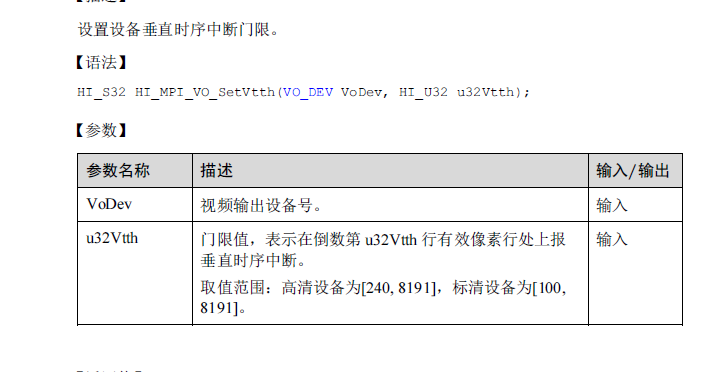 设置设备垂直时序中断门限。
【语法】
HI_S32 HI_MPI_VO_SetVtth(VO_DEV VoDev, HI_U32 u32Vtth);
【参数】
参数名称 描述 输入/输出
VoDev 视频输出设备号。 输入
u32Vtth 门限值，表示在倒数第 u32Vtth 行有效像素行处上报 输入
垂直时序中断。
取值范围：高清设备为[240, 8191]，标清设备为[100,
8191]。